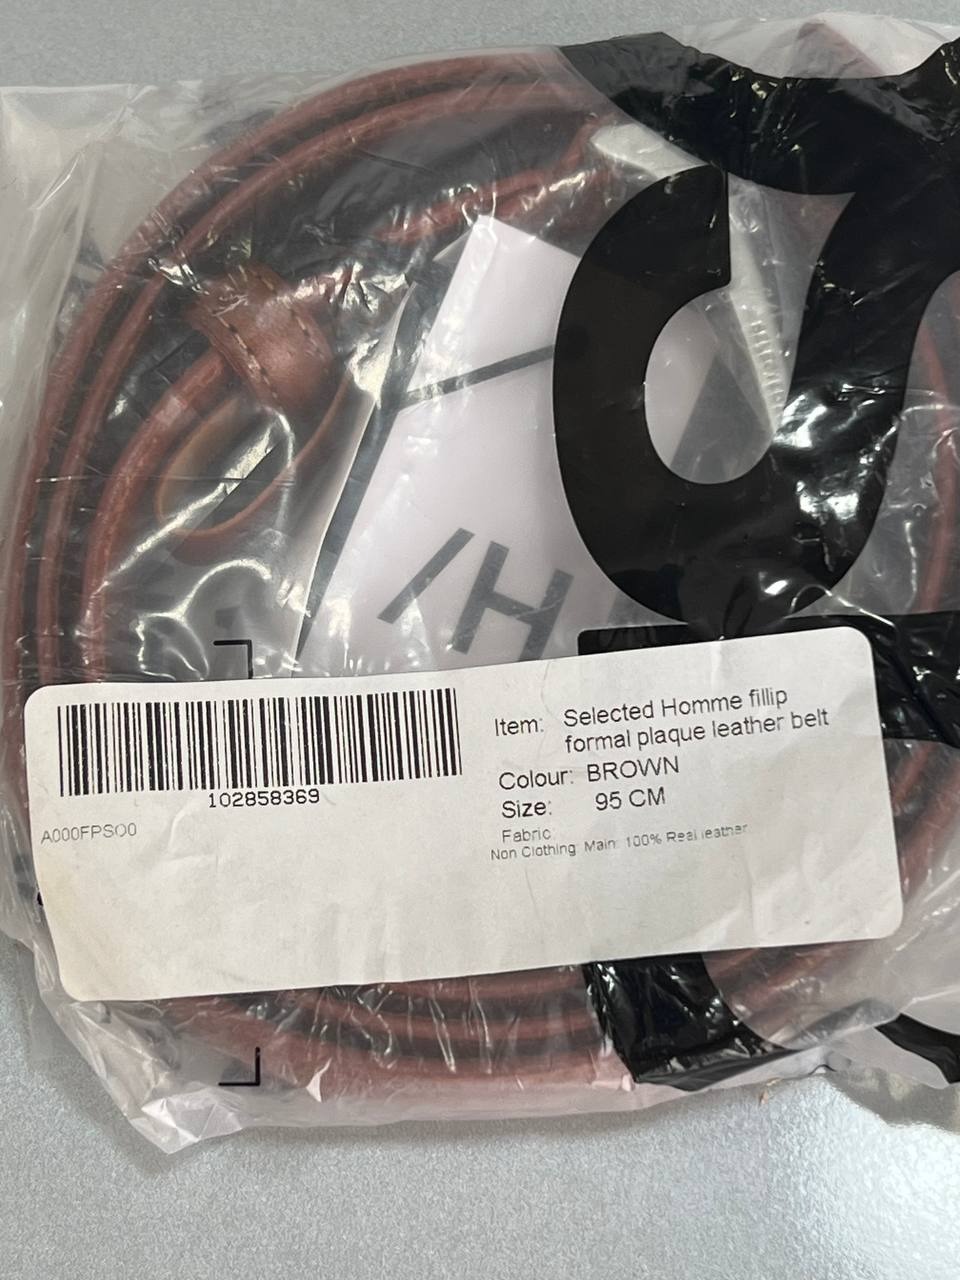 /H
102858369
A000FPSO0
Item: Selected Homme fillip
formal plaque leather belt
Colour: BROWN
Size: 95 CM
Fabric:
Non Clothing: Main: 100% Real leather